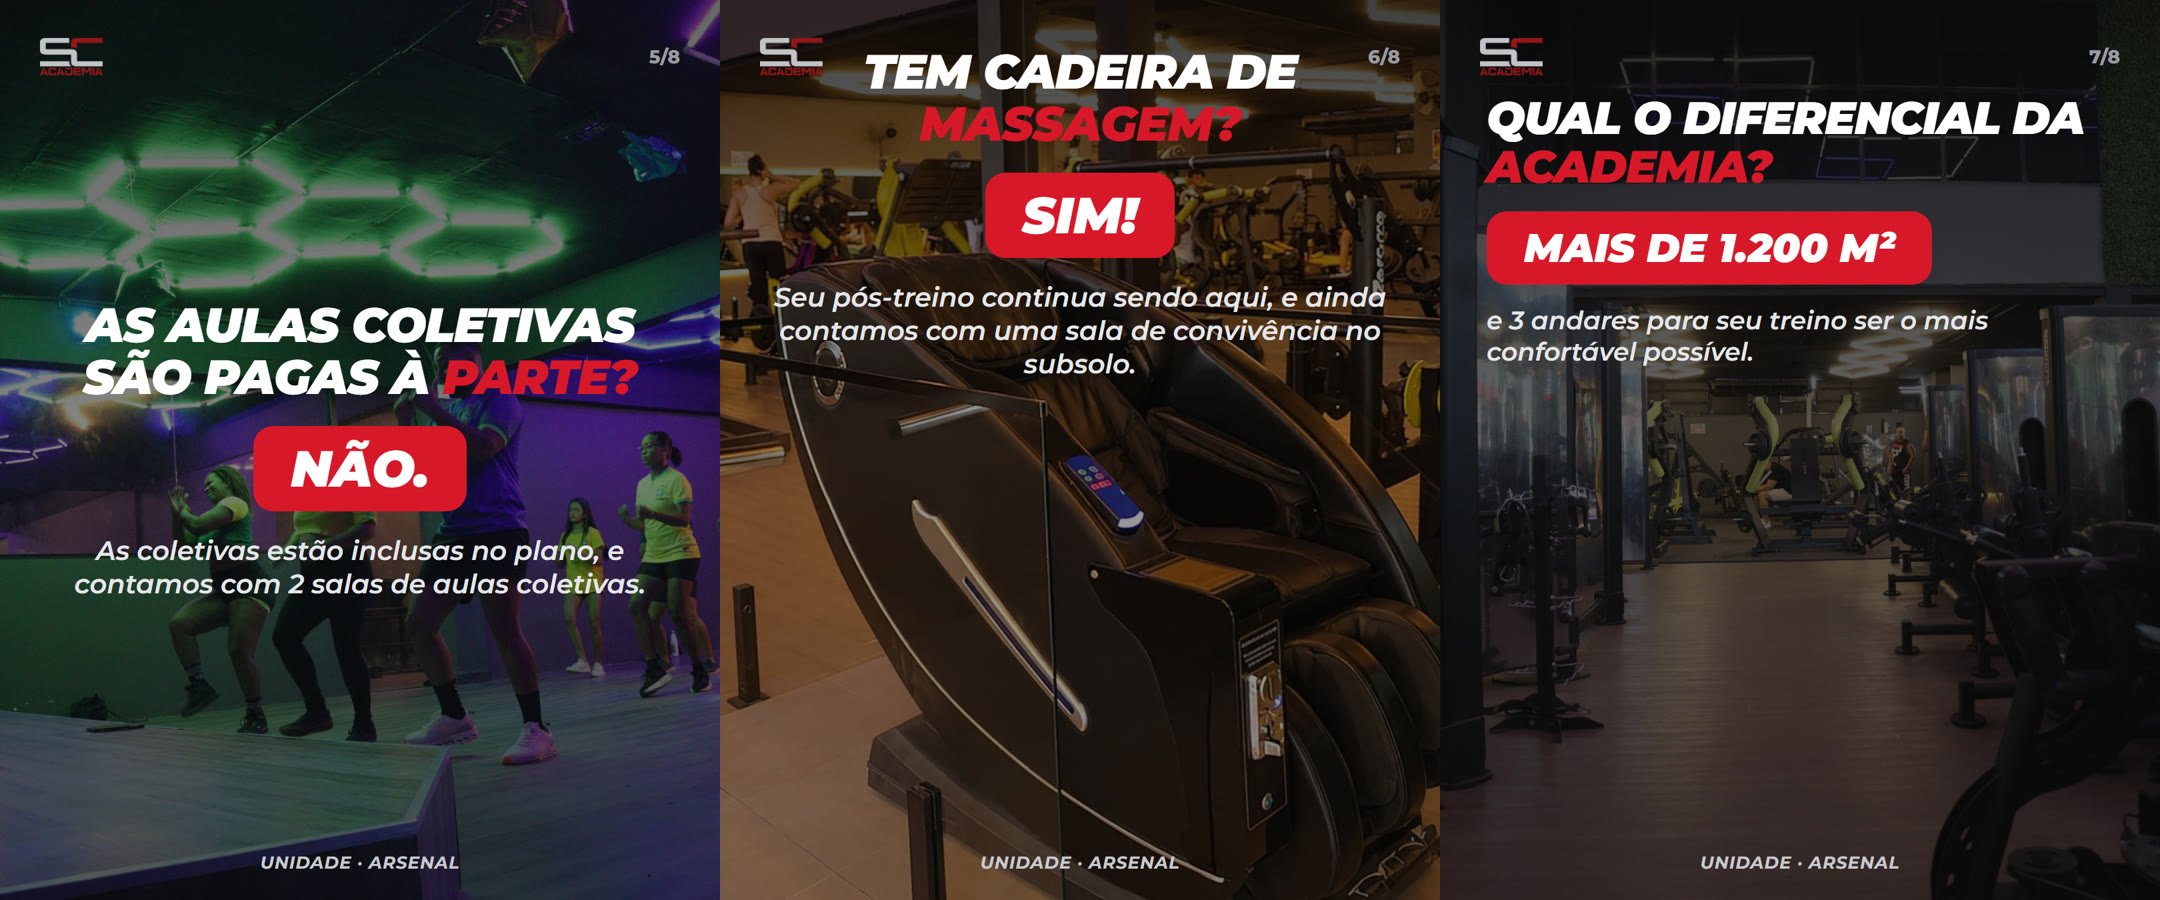 SC
ACADEMIA
5/8
AS AULAS COLETIVAS
SÃO PAGAS À PARTE?
NÃO.
As coletivas estão inclusas no plano, e
contamos com 2 salas de aulas coletivas.
UNIDADE · ARSENAL
SC
ACADEMIA
6/8
TEM CADEIRA DE
MASSAGEM?
SIM!
Seu pós-treino continua sendo aqui, e ainda
contamos com uma sala de convivência no
subsolo.
UNIDADE · ARSENAL
SC
ACADEMIA
7/8
QUAL O DIFERENCIAL DA
ACADEMIA?
MAIS DE 1.200 M²
e 3 andares para seu treino ser o mais
confortável possível.
UNIDADE · ARSENAL